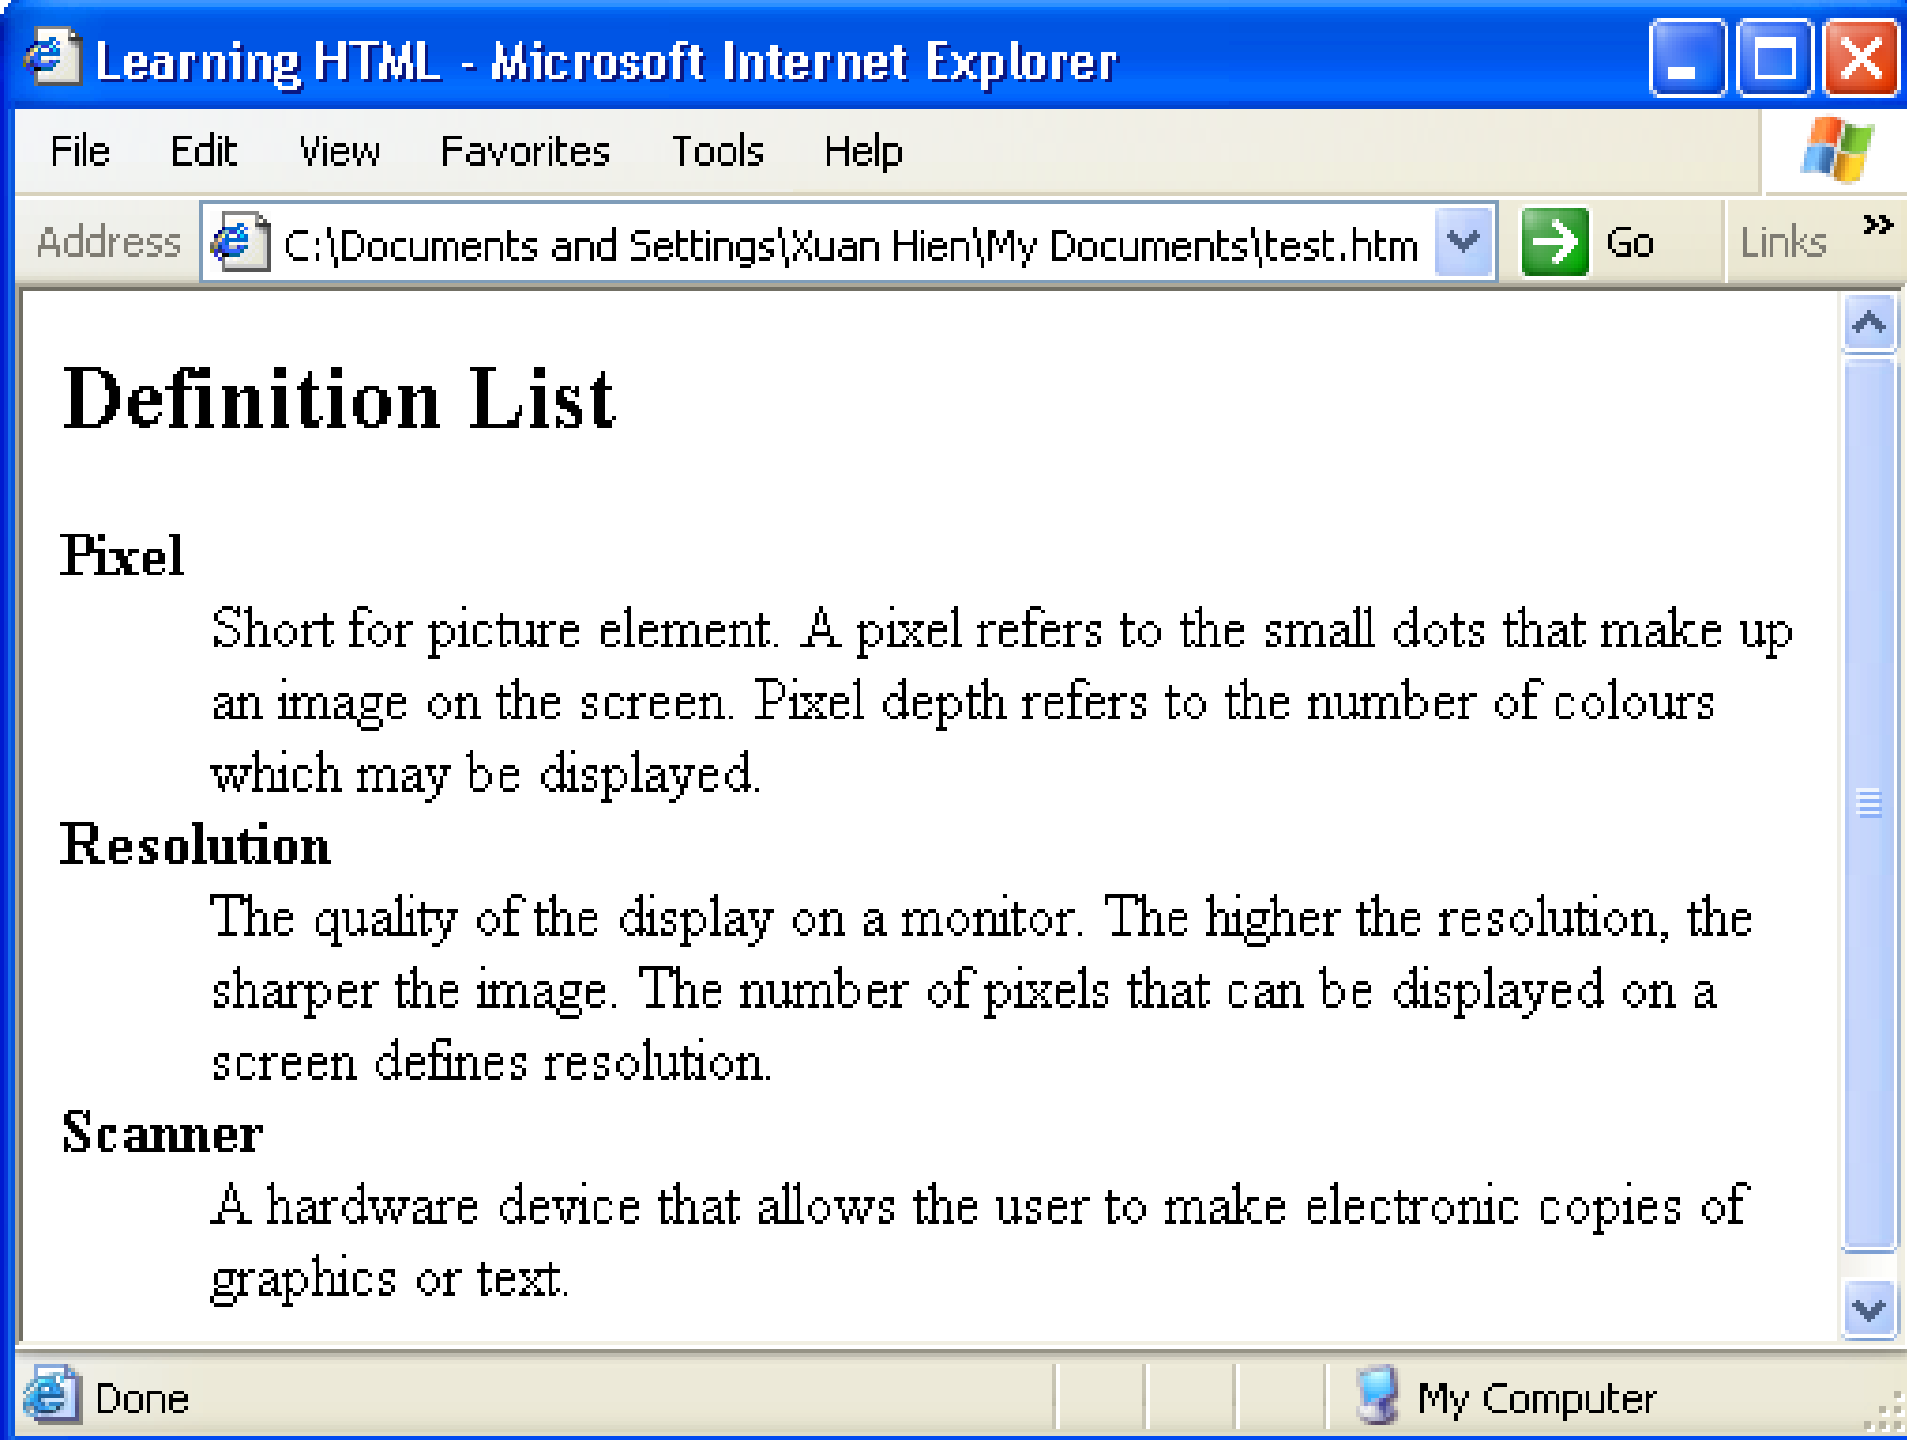 Learning HTML - Microsoft Internet Explorer
File Edit View Favorites Tools Help
Address C:\Documents and Settings\Xuan Hien\My Documents\test.htm Go Links »
Definition List
Pixel
Short for picture element. A pixel refers to the small dots that make up
an image on the screen. Pixel depth refers to the number of colours
which may be displayed.
Resolution
The quality of the display on a monitor. The higher the resolution, the
sharper the image. The number of pixels that can be displayed on a
screen defines resolution.
Scanner
A hardware device that allows the user to make electronic copies of
graphics or text.
Done My Computer